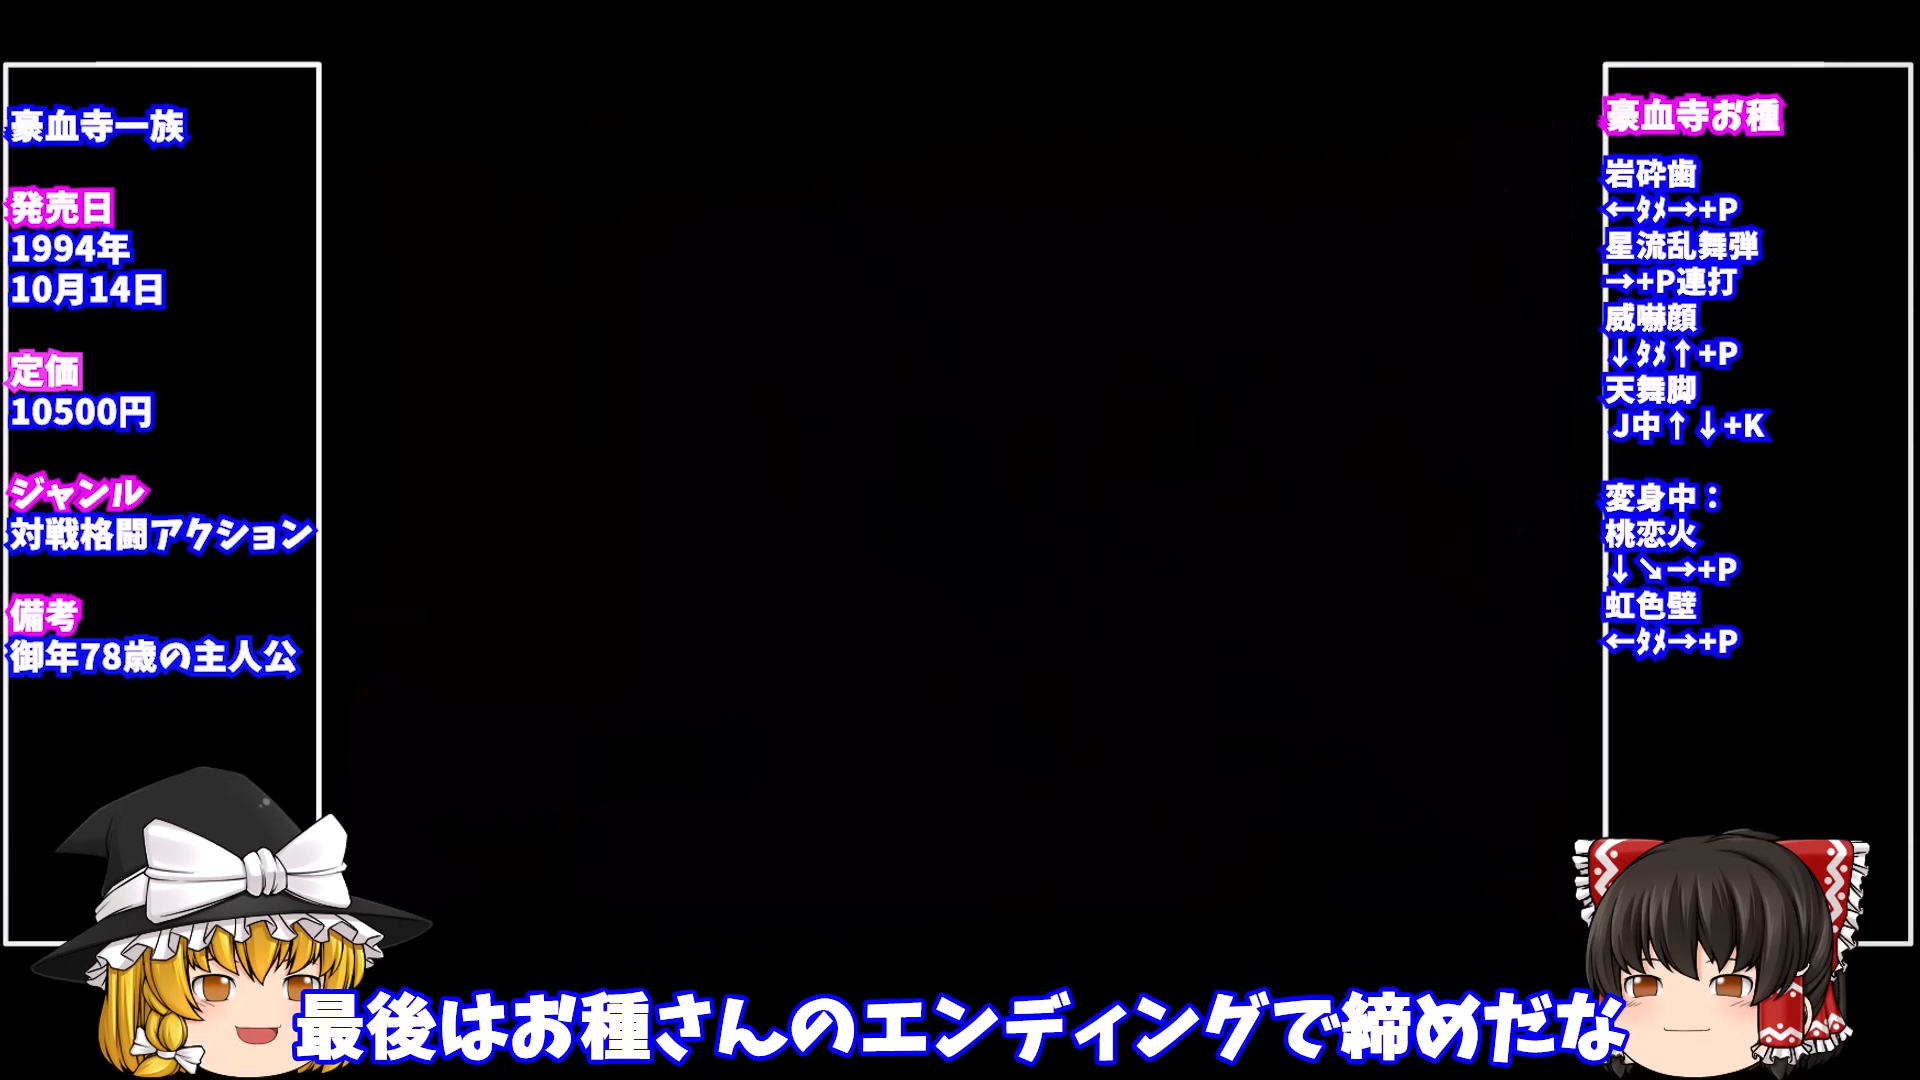 豪血寺一族
発売日
1994年
10月14日
定価
10500円
ジャンル
対戦格闘アクション
備考
御年78歳の主人公
豪血寺お種
岩砕歯
←ﾀﾒ→+P
星流乱舞弾
→+P連打
威嚇顔
↓ﾀﾒ↑+P
天舞脚
J中↑↓+K
変身中：
桃恋火
↓↘→+P
虹色壁
←ﾀﾒ→+P
最後はお種さんのエンディングで締めだな